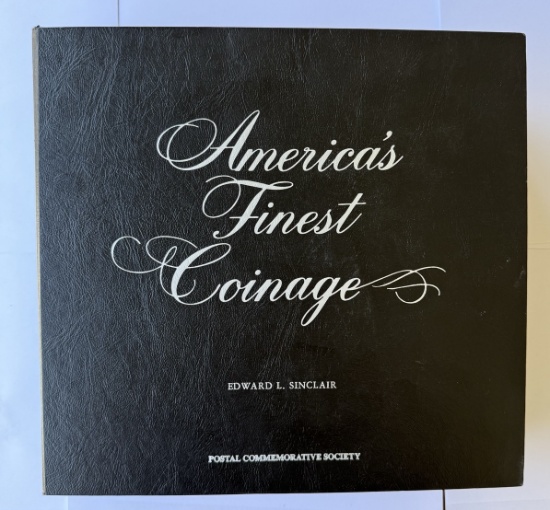 America's
Finest
Coinage
EDWARD L. SINCLAIR
POSTAL COMMEMORATIVE SOCIETY